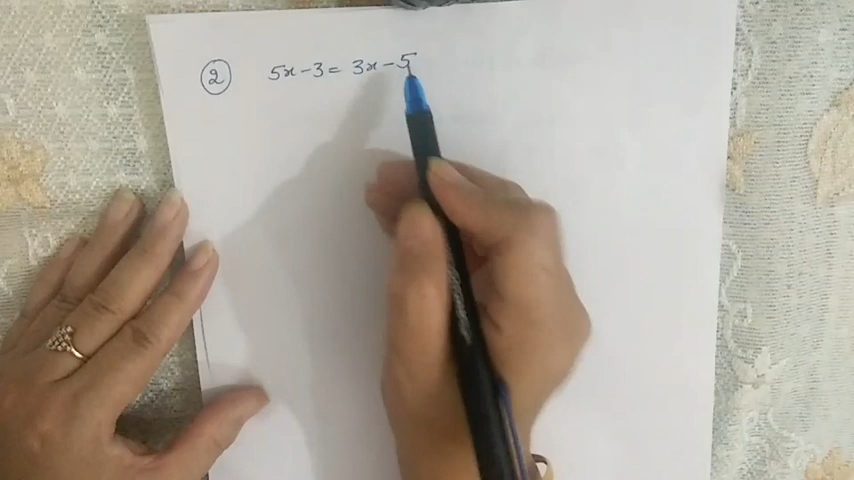 ② 5x - 3 = 3x - 5